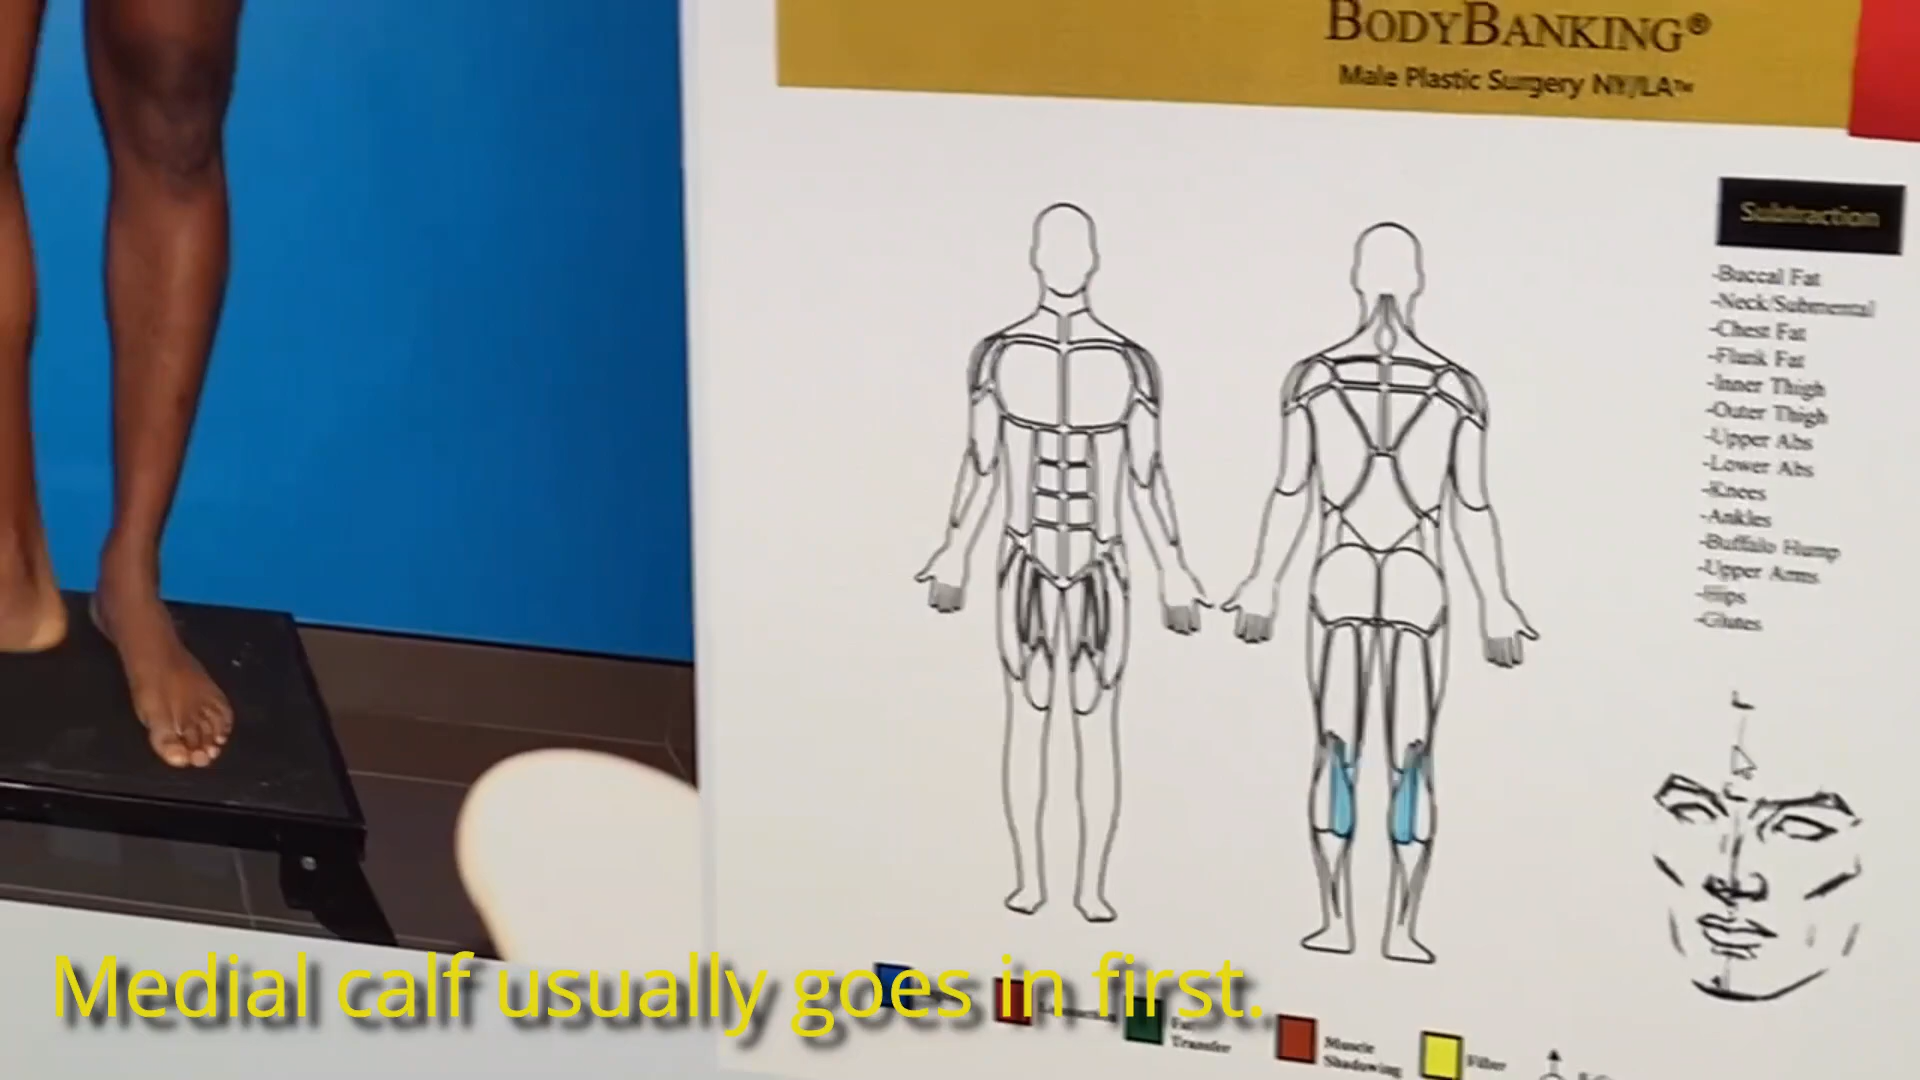 BODYBANKING®
Male Plastic Surgery NY/LA™
Subtraction
-Buccal Fat
-Neck/Submental
-Chest Fat
-Flank Fat
-Inner Thigh
-Outer Thigh
-Upper Abs
-Lower Abs
-Knees
-Ankles
-Buffalo Hump
-Upper Arms
-Hips
-Glutes
Medial calf usually goes in first.
Fat
Transfer
Muscle
Shadowing
Filler